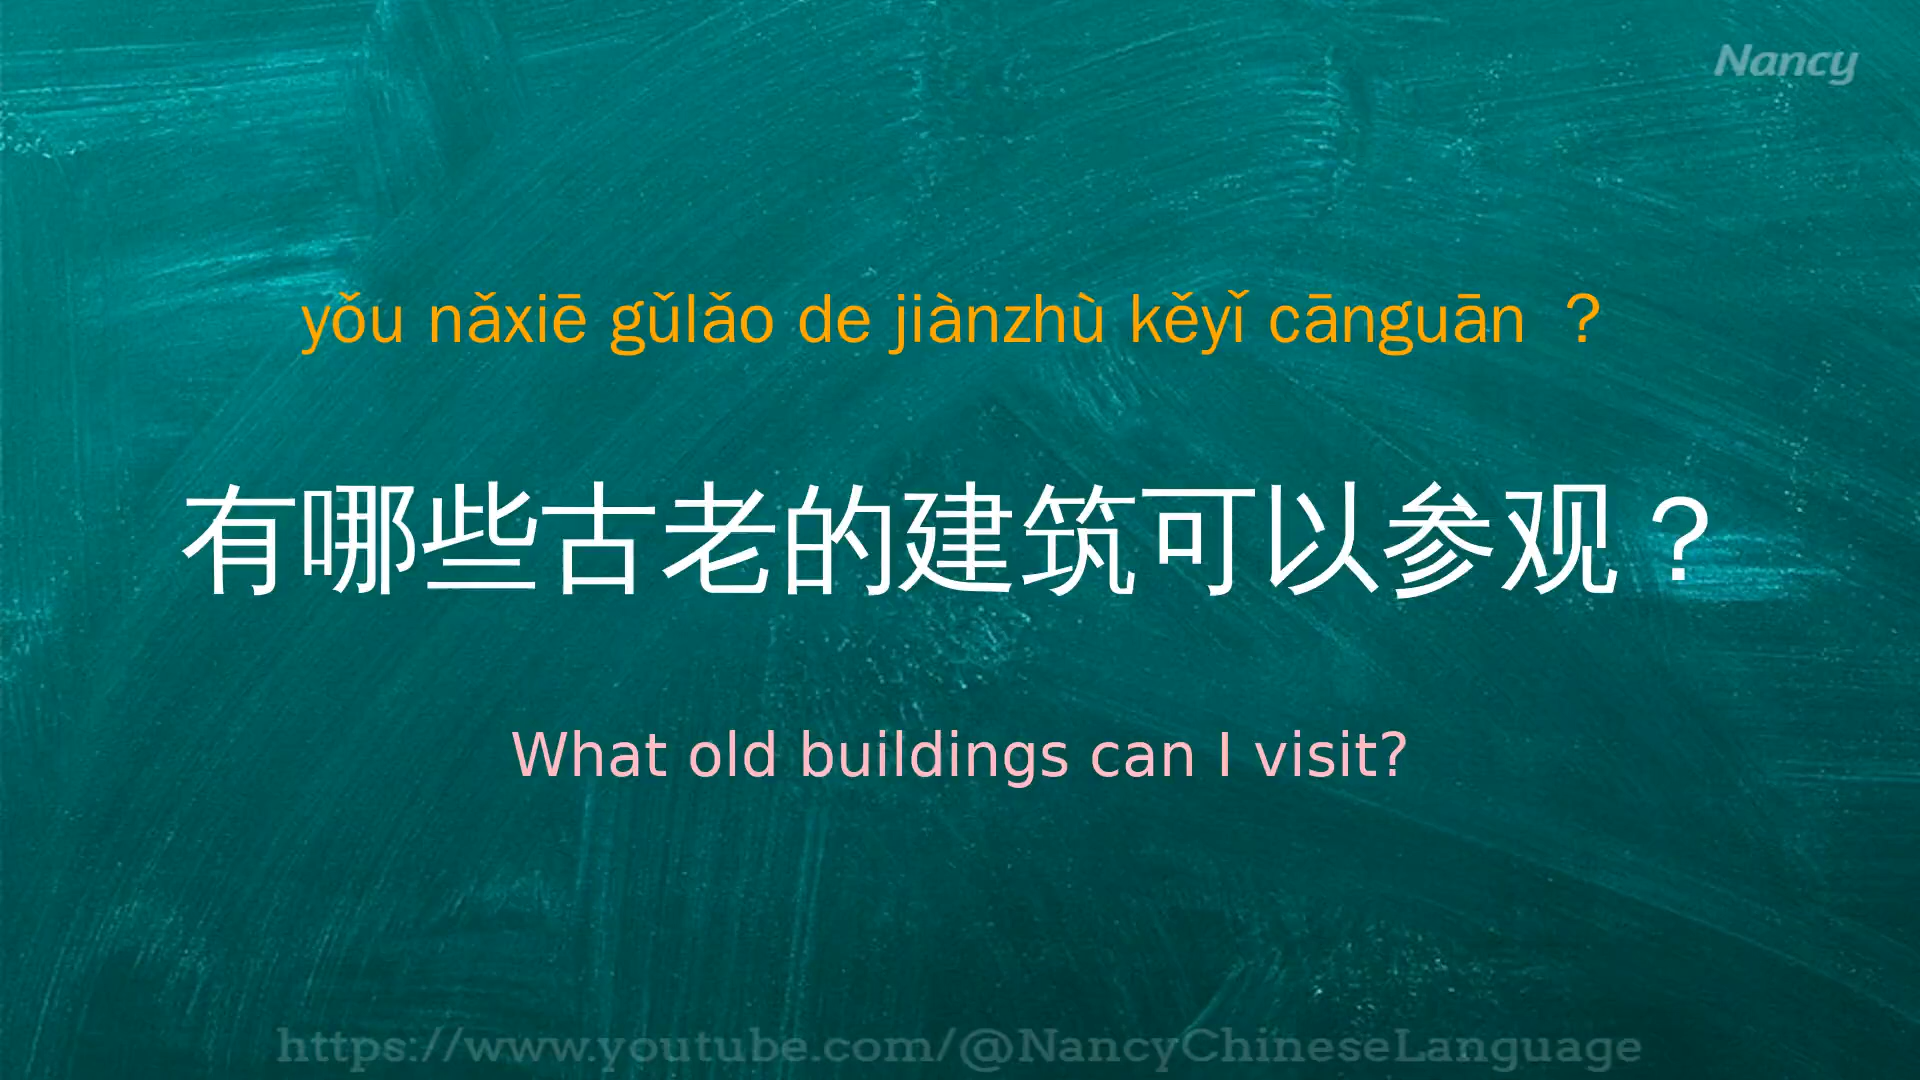 Nancy
yǒu nǎxiē gǔlǎo de jiànzhù kěyǐ cānguān ？
有哪些古老的建筑可以参观？
What old buildings can I visit?
https://www.youtube.com/@NancyChineseLanguage